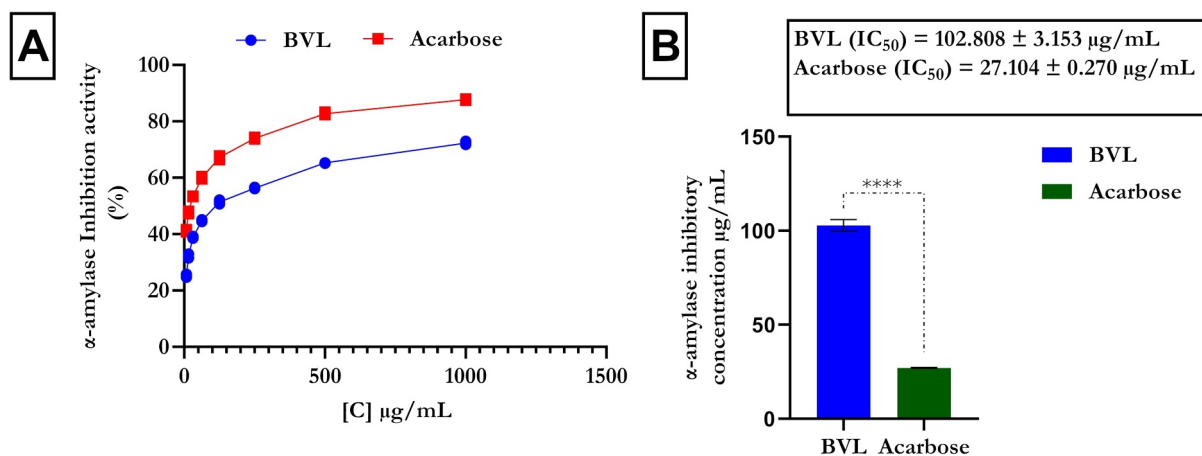 A
BVL
Acarbose
α-amylase Inhibition activity
(%)
100
80
60
40
20
0
0
500
1000
1500
[C] µg/mL
B
BVL (IC₅₀) = 102.808 ± 3.153 µg/mL
Acarbose (IC₅₀) = 27.104 ± 0.270 µg/mL
α-amylase inhibitory
concentration µg/mL
150
100
50
0
****
BVL
Acarbose
BVL Acarbose